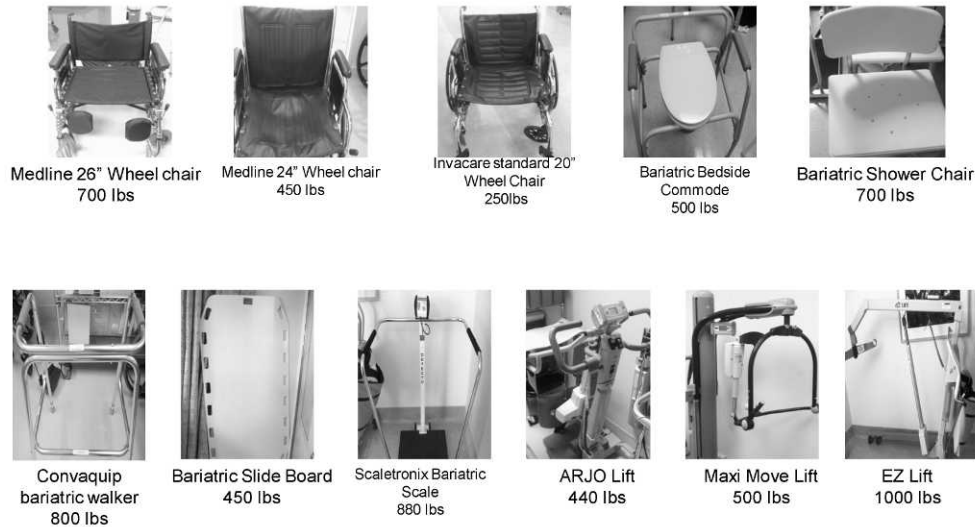 Medline 26” Wheel chair
700 lbs
Medline 24” Wheel chair
450 lbs
Invacare standard 20”
Wheel Chair
250lbs
Bariatric Bedside
Commode
500 lbs
Bariatric Shower Chair
700 lbs
Convaquip
bariatric walker
800 lbs
Bariatric Slide Board
450 lbs
Scaletronix Bariatric
Scale
880 lbs
ARJO Lift
440 lbs
Maxi Move Lift
500 lbs
EZ Lift
1000 lbs